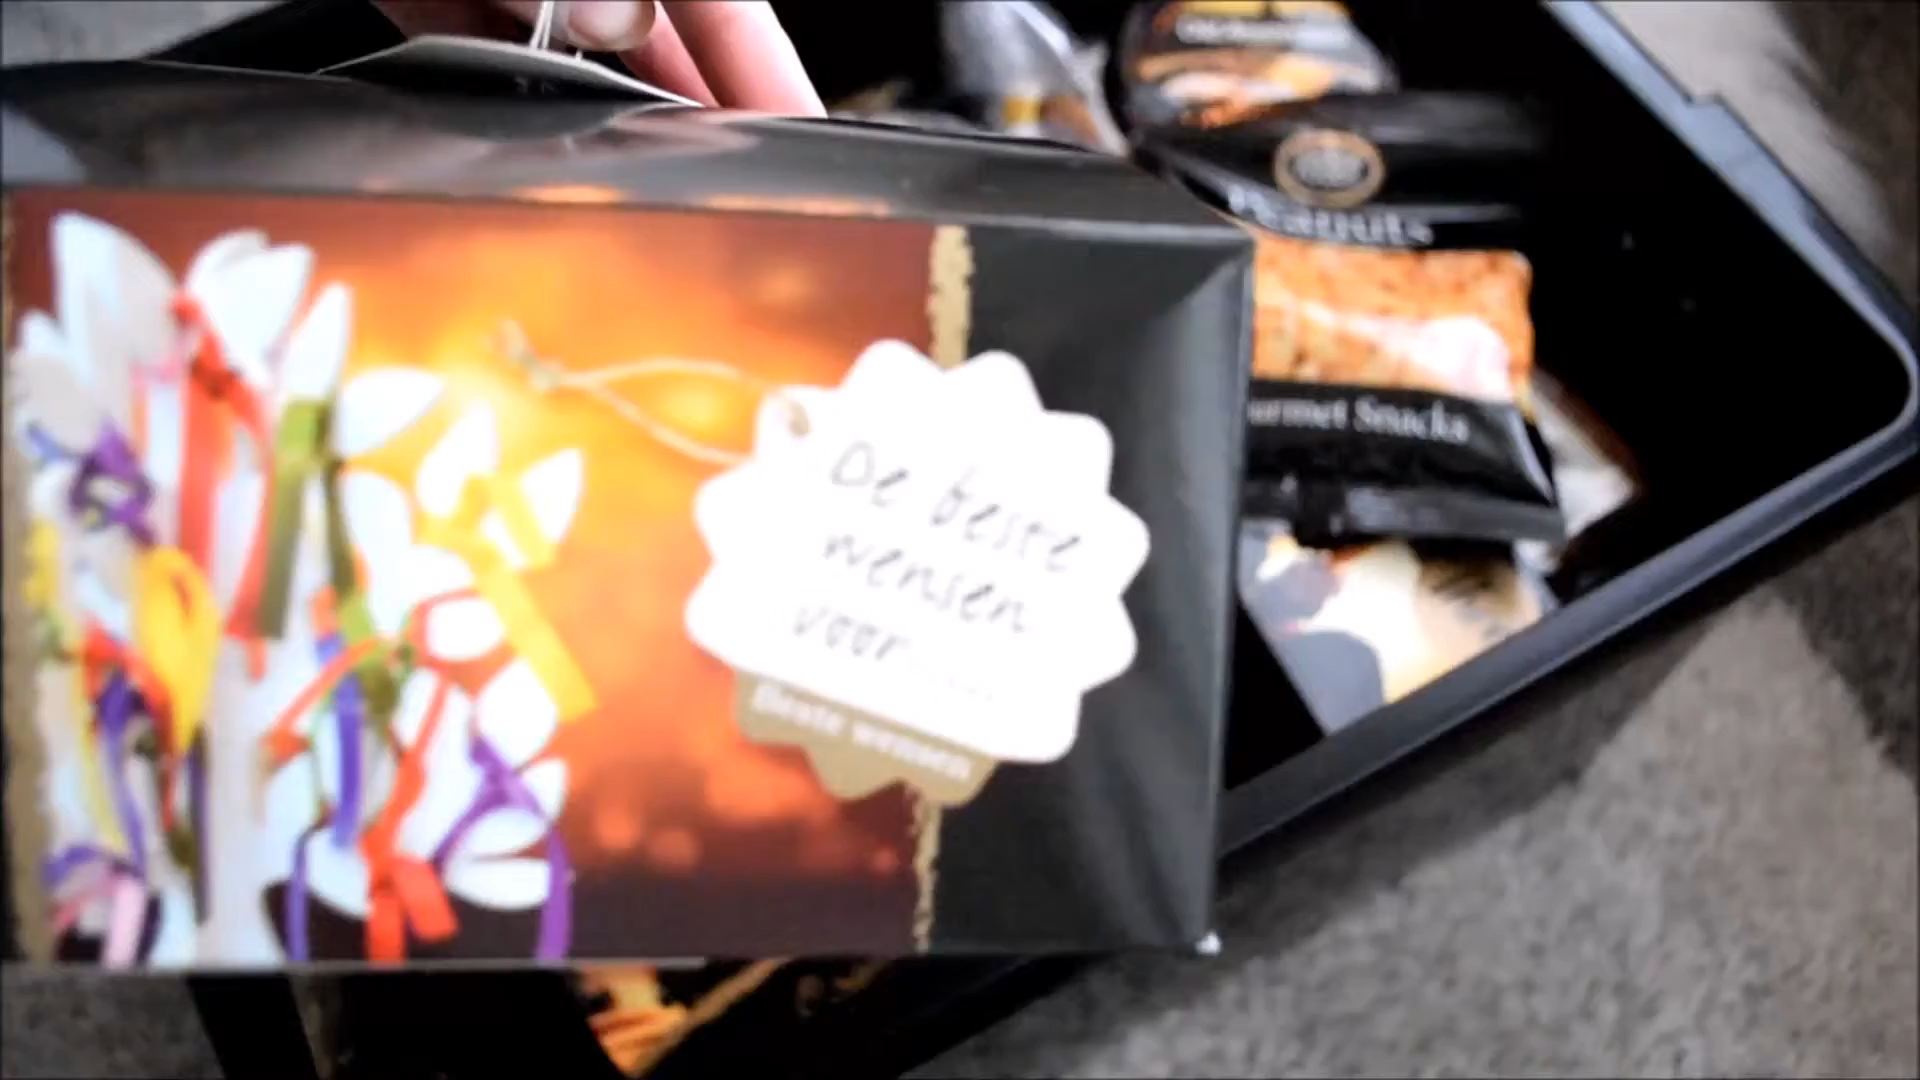 Peanuts
Gourmet Snacks
De beste
wensen
voor.....
Beste wensen